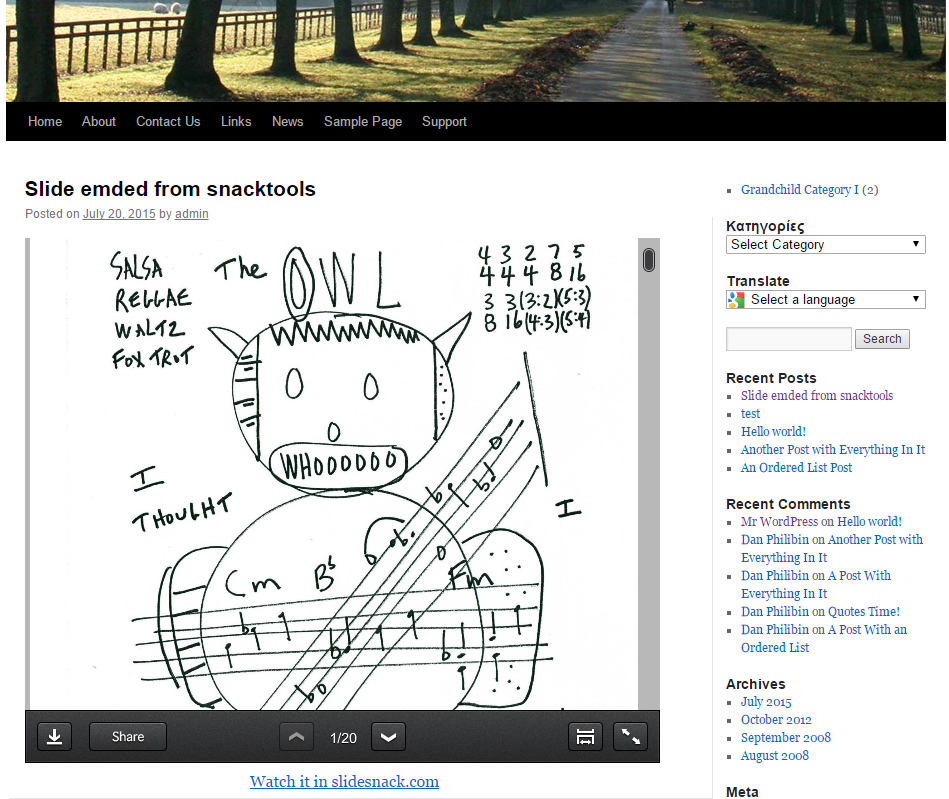 Home About Contact Us Links News Sample Page Support
Slide emded from snacktools
Posted on July 20, 2015 by admin
SALSA
REGGAE
WALTZ
FOX TROT
The OWL
4 3 2 7 5
4 4 4 8 16
3 3(3:2)(5:3)
8 16(4:3)(5:4)
WHOOOOOO
I
THOUGHT
I
Cm B♭ Fm
Share
1/20
Watch it in slidesnack.com
Grandchild Category I (2)
Κατηγορίες
Select Category
Translate
Select a language
Search
Recent Posts
Slide emded from snacktools
test
Hello world!
Another Post with Everything In It
An Ordered List Post
Recent Comments
Mr WordPress on Hello world!
Dan Philibin on Another Post with
Everything In It
Dan Philibin on A Post With
Everything In It
Dan Philibin on Quotes Time!
Dan Philibin on A Post With an
Ordered List
Archives
July 2015
October 2012
September 2008
August 2008
Meta